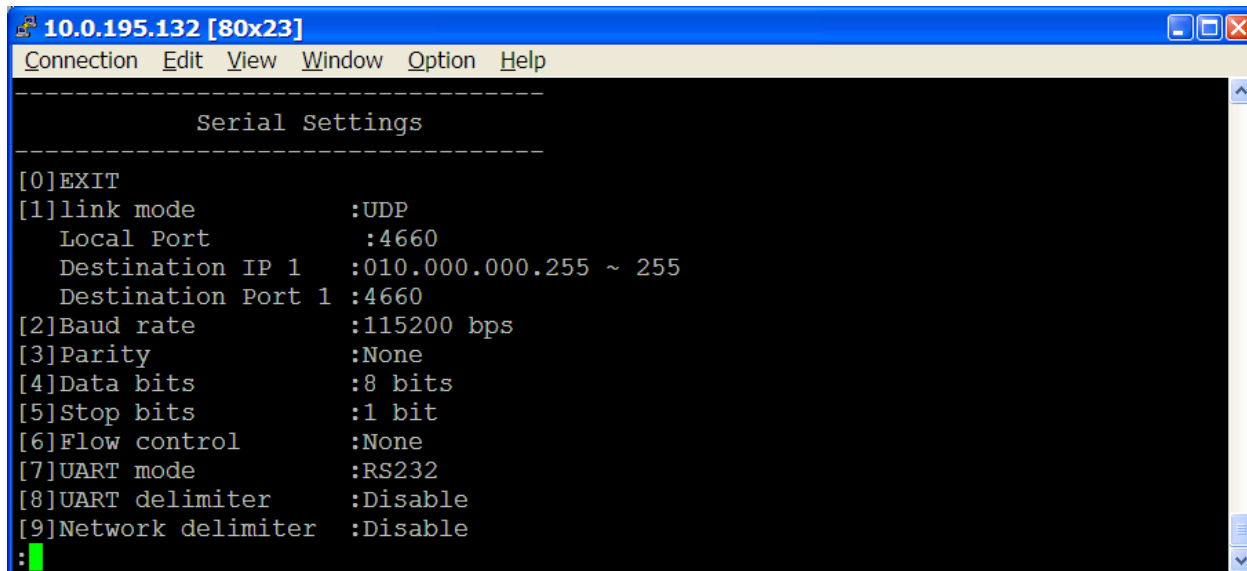 10.0.195.132 [80x23]
Connection Edit View Window Option Help
-----------------------------------
Serial Settings
-----------------------------------
[0]EXIT
[1]link mode :UDP
Local Port :4660
Destination IP 1 :010.000.000.255 ~ 255
Destination Port 1 :4660
[2]Baud rate :115200 bps
[3]Parity :None
[4]Data bits :8 bits
[5]Stop bits :1 bit
[6]Flow control :None
[7]UART mode :RS232
[8]UART delimiter :Disable
[9]Network delimiter :Disable
: